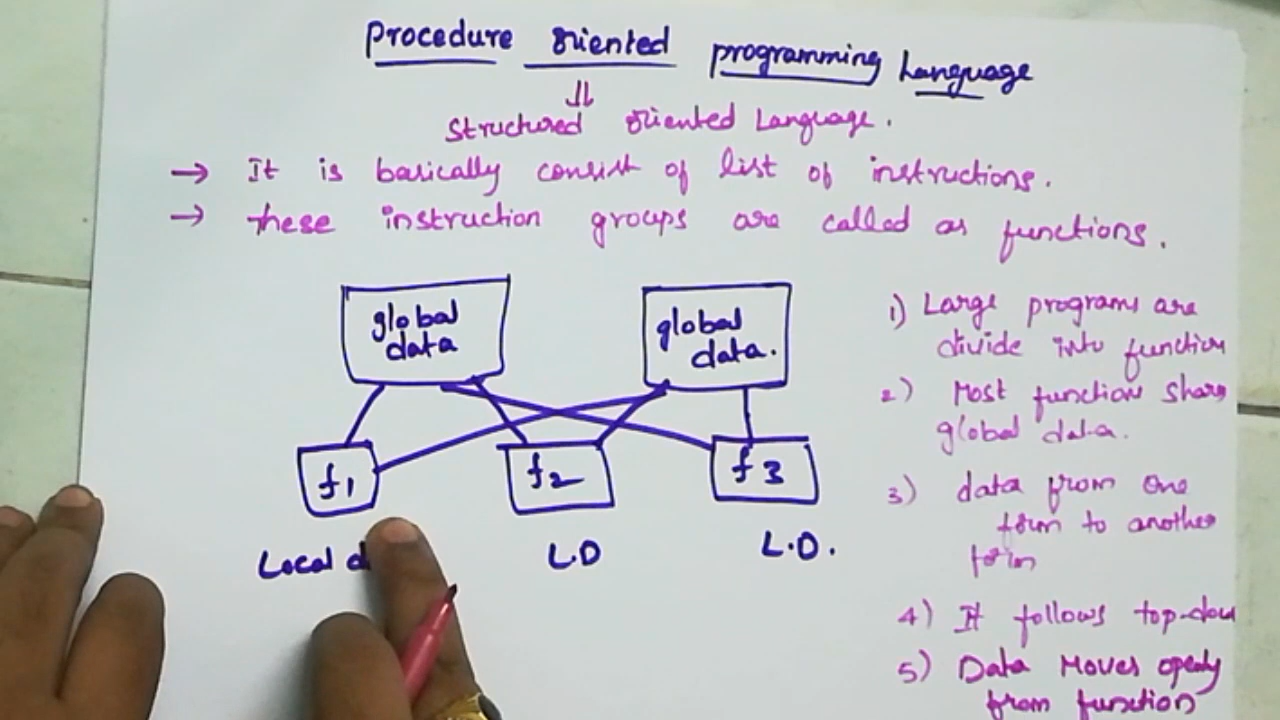 Procedure oriented programming Language
Structured oriented Language.
→ It is basically consist of list of instructions.
→ These instruction groups are called as functions.
global
data
global
data.
f1
f2
f3
Local d
L.D
L.D.
1) Large programs are
divide into function
2) Most functions share
global data.
3) data from one
form to another
form
4) It follows top-dow
5) Data Moves openly
from function